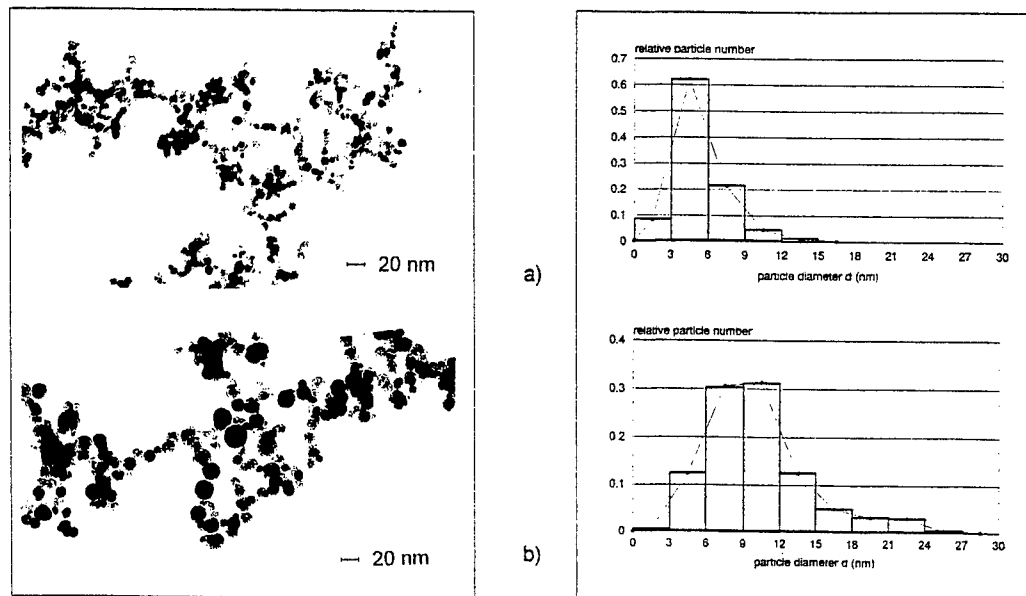 20 nm
a)
relative particle number
0.7
0.6
0.5
0.4
0.3
0.2
0.1
0
0 3 6 9 12 15 18 21 24 27 30
particle diameter d (nm)
20 nm
b)
relative particle number
0.4
0.3
0.2
0.1
0
0 3 6 9 12 15 18 21 24 27 30
particle diameter d (nm)